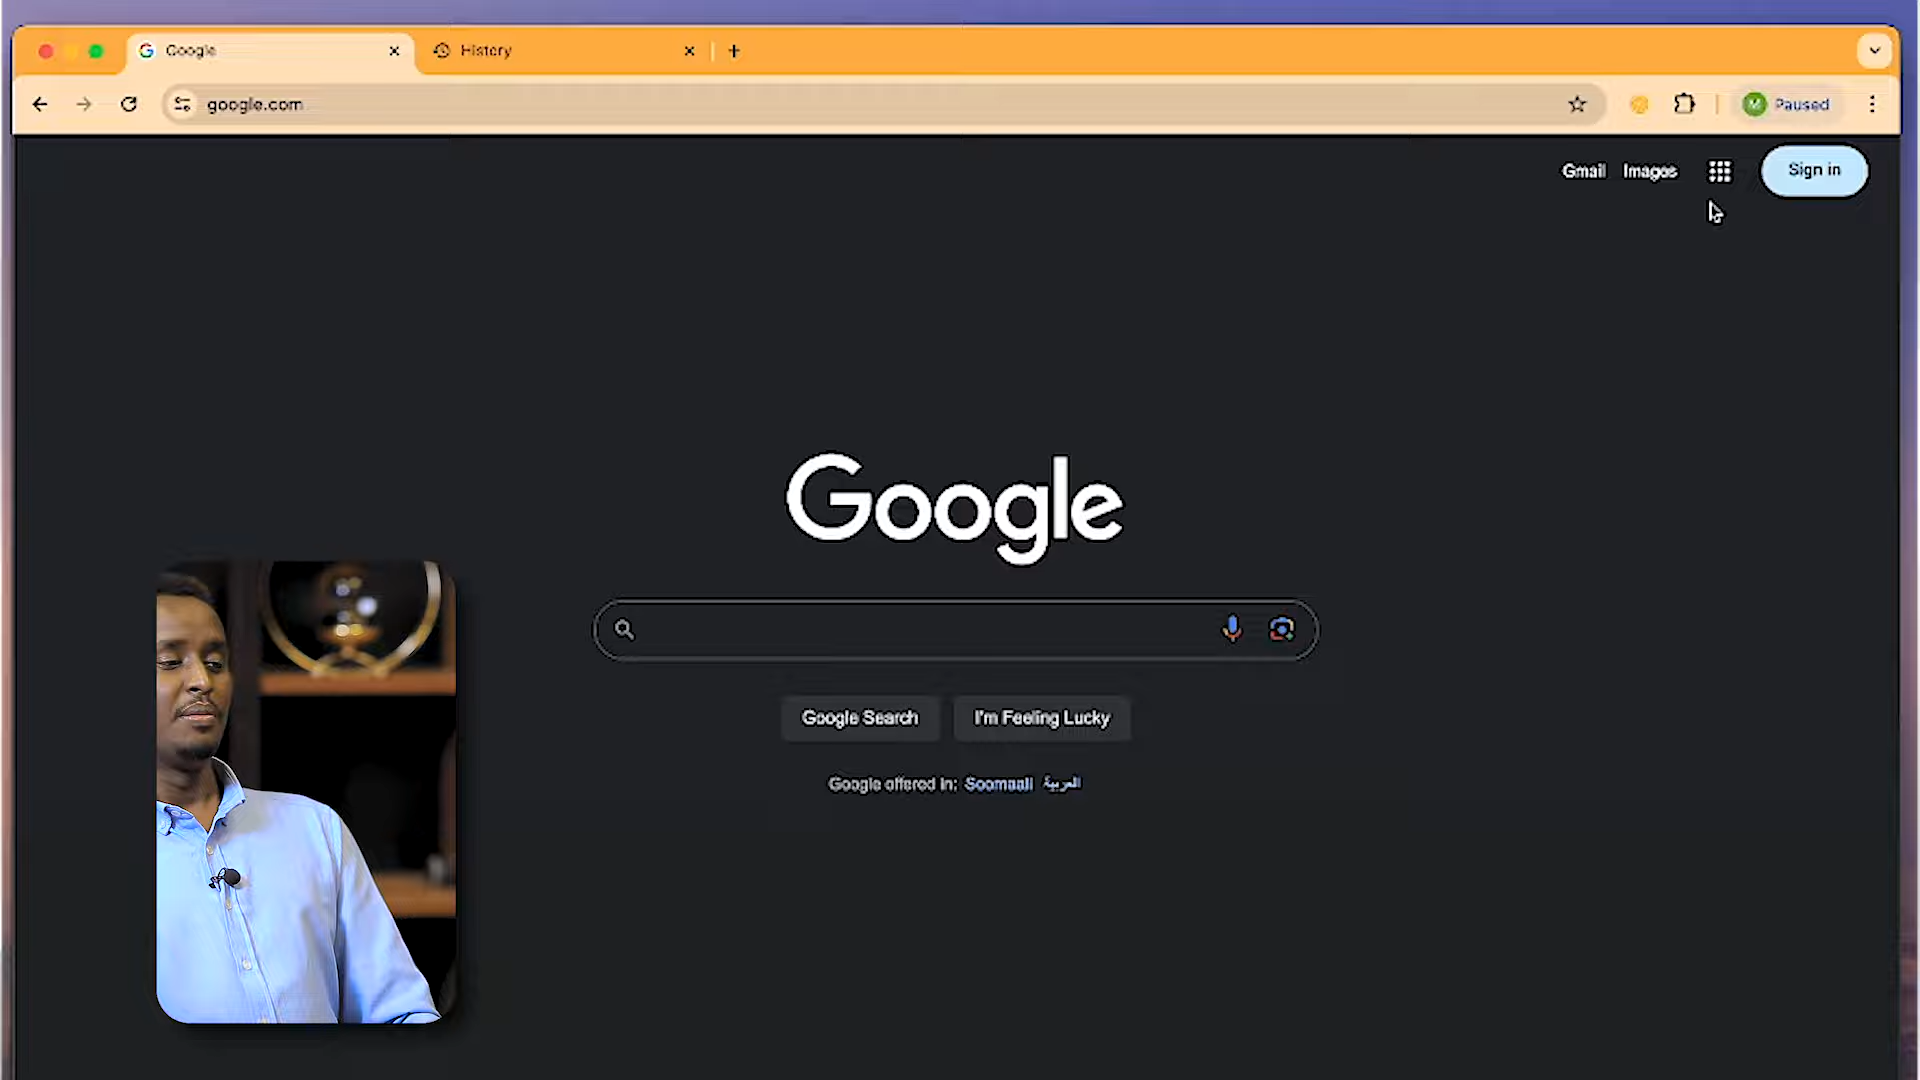 Google
History
google.com
M Paused
Gmail Images
Sign in
Google
Google Search
I'm Feeling Lucky
Google offered in: Soomaali العربية